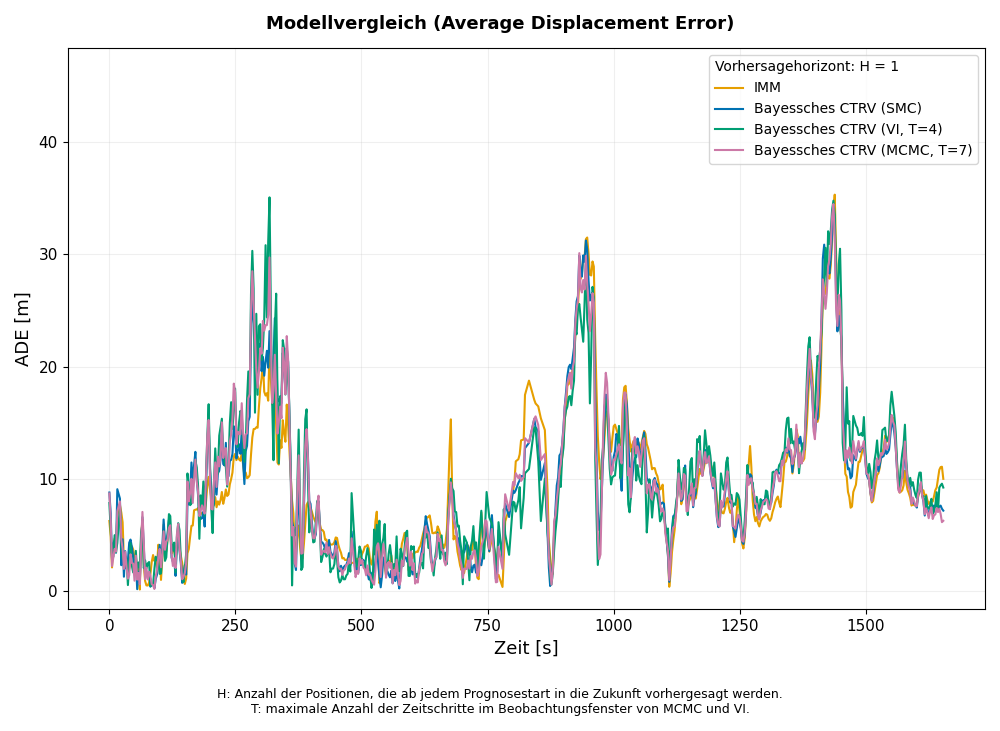 Modellvergleich (Average Displacement Error)
Vorhersagehorizont: H = 1
IMM
Bayessches CTRV (SMC)
Bayessches CTRV (VI, T=4)
Bayessches CTRV (MCMC, T=7)
ADE [m]
40
30
20
10
0
0 250 500 750 1000 1250 1500
Zeit [s]
H: Anzahl der Positionen, die ab jedem Prognosestart in die Zukunft vorhergesagt werden.
T: maximale Anzahl der Zeitschritte im Beobachtungsfenster von MCMC und VI.